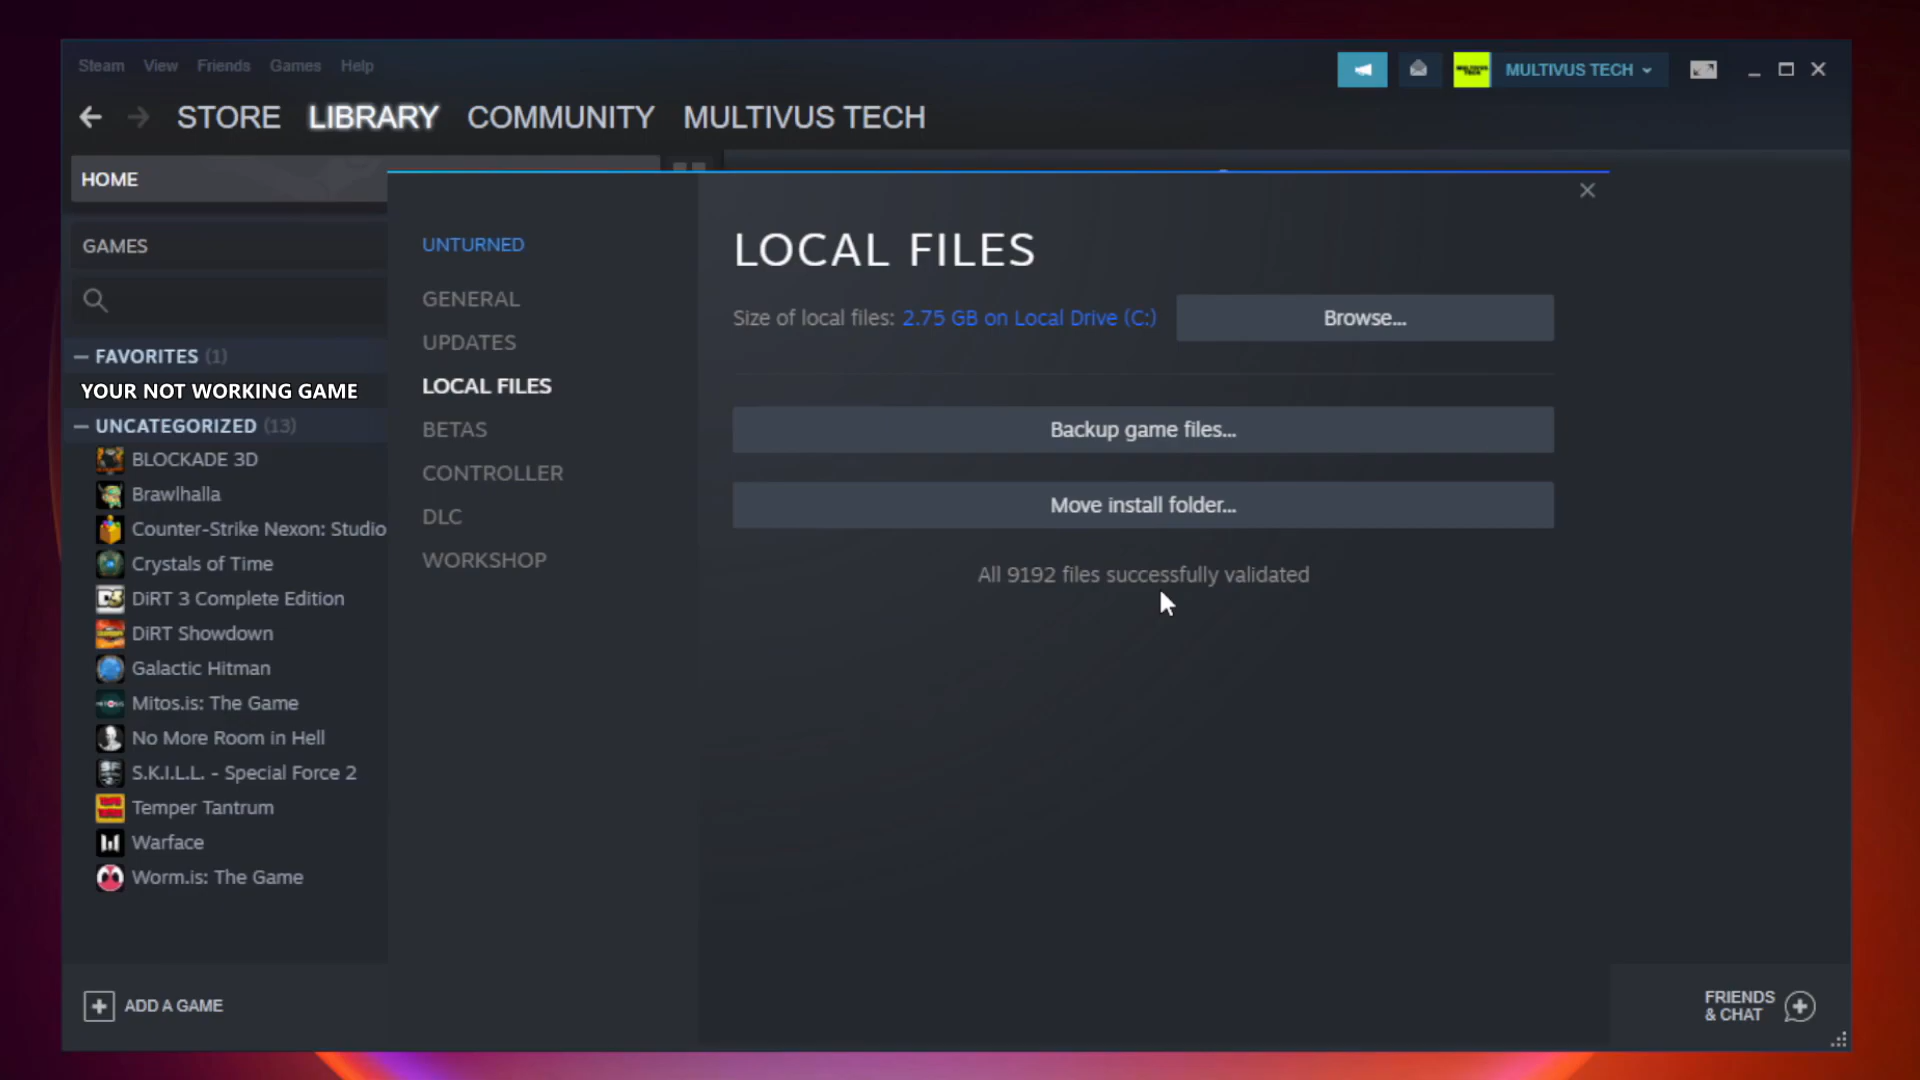 Steam View Friends Games Help
MULTIVUS TECH
STORE LIBRARY COMMUNITY MULTIVUS TECH
HOME
GAMES
FAVORITES (1)
YOUR NOT WORKING GAME
UNCATEGORIZED (13)
BLOCKADE 3D
Brawlhalla
Counter-Strike Nexon: Studio
Crystals of Time
DiRT 3 Complete Edition
DiRT Showdown
Galactic Hitman
Mitos.is: The Game
No More Room in Hell
S.K.I.L.L. - Special Force 2
Temper Tantrum
Warface
Worm.is: The Game
ADD A GAME
UNTURNED
GENERAL
UPDATES
LOCAL FILES
BETAS
CONTROLLER
DLC
WORKSHOP
LOCAL FILES
Size of local files: 2.75 GB on Local Drive (C:)
Browse...
Backup game files...
Move install folder...
All 9192 files successfully validated
FRIENDS
& CHAT